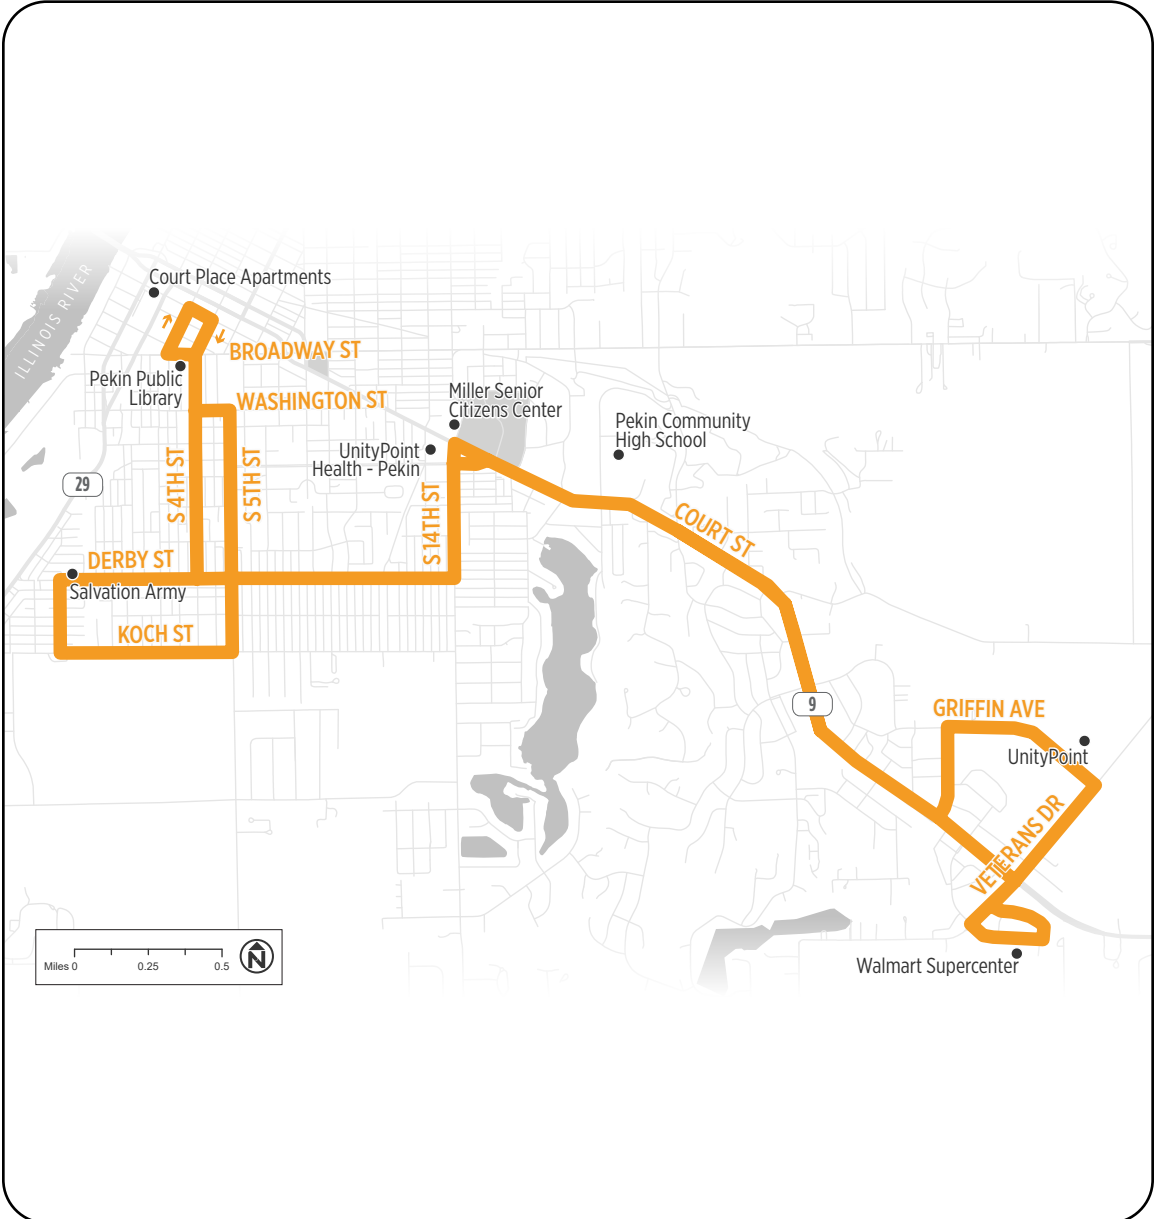 Court Place Apartments
ILLINOIS RIVER
BROADWAY ST
Pekin Public
Library
WASHINGTON ST
Miller Senior
Citizens Center
Pekin Community
High School
UnityPoint
Health - Pekin
29
S 4TH ST
S 5TH ST
S 14TH ST
COURT ST
DERBY ST
Salvation Army
KOCH ST
9
GRIFFIN AVE
UnityPoint
VETERANS DR
Walmart Supercenter
Miles 0 0.25 0.5
N